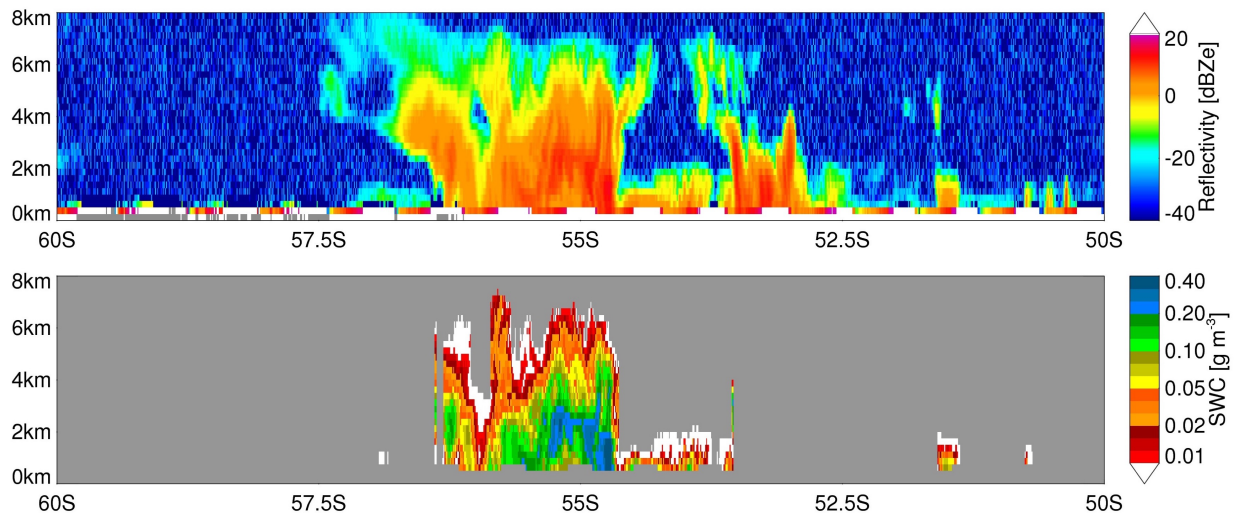 8km
6km
4km
2km
0km
60S 57.5S 55S 52.5S 50S
20
0
-20
-40
Reflectivity [dBZe]
8km
6km
4km
2km
0km
60S 57.5S 55S 52.5S 50S
0.40
0.20
0.10
0.05
0.02
0.01
SWC [g m⁻³]